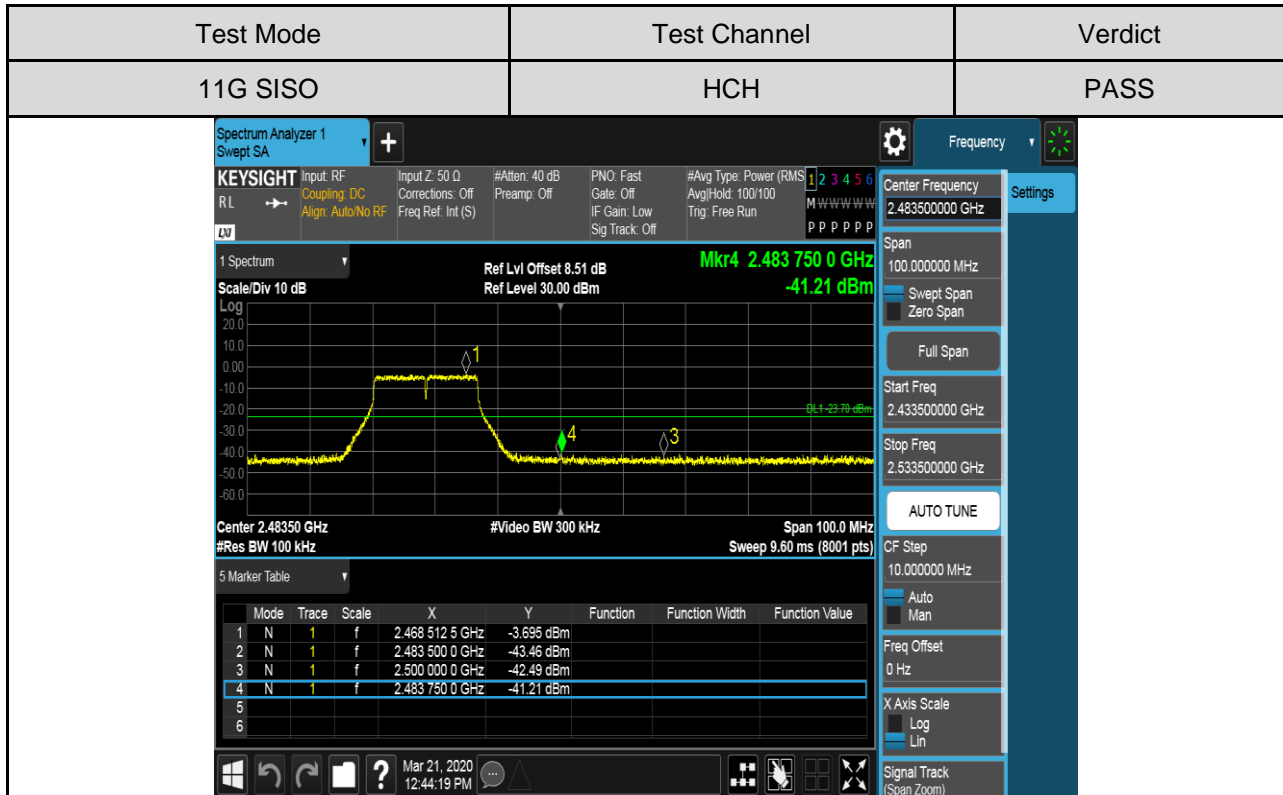 Test Mode Test Channel Verdict
11G SISO HCH PASS
Spectrum Analyzer 1
Swept SA
+
Frequency
KEYSIGHT Input: RF Input Z: 50 Ω #Atten: 40 dB PNO: Fast #Avg Type: Power (RMS 1 2 3 4 5 6
RL Coupling: DC Corrections: Off Preamp: Off Gate: Off Avg|Hold: 100/100 M W W W W W
Align: Auto/No RF Freq Ref: Int (S) IF Gain: Low Trig: Free Run
LXI Sig Track: Off P P P P P P
1 Spectrum Ref Lvl Offset 8.51 dB Mkr4 2.483 750 0 GHz
Scale/Div 10 dB Ref Level 30.00 dBm -41.21 dBm
Log
20.0
10.0
0.00
-10.0
-20.0
-30.0
-40.0
-50.0
-60.0
1
DL1 -23.70 dBm
4 3
Center 2.48350 GHz #Video BW 300 kHz Span 100.0 MHz
#Res BW 100 kHz Sweep 9.60 ms (8001 pts)
5 Marker Table
Mode Trace Scale X Y Function Function Width Function Value
1 N 1 f 2.468 512 5 GHz -3.695 dBm
2 N 1 f 2.483 500 0 GHz -43.46 dBm
3 N 1 f 2.500 000 0 GHz -42.49 dBm
4 N 1 f 2.483 750 0 GHz -41.21 dBm
5
6
?
Mar 21, 2020
12:44:19 PM
Center Frequency
2.483500000 GHz
Settings
Span
100.000000 MHz
Swept Span
Zero Span
Full Span
Start Freq
2.433500000 GHz
Stop Freq
2.533500000 GHz
AUTO TUNE
CF Step
10.000000 MHz
Auto
Man
Freq Offset
0 Hz
X Axis Scale
Log
Lin
Signal Track
(Span Zoom)